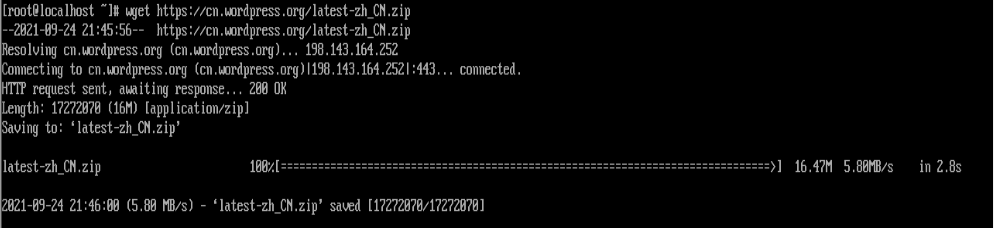 [root@localhost ~]# wget https://cn.wordpress.org/latest-zh_CN.zip
--2021-09-24 21:45:56--  https://cn.wordpress.org/latest-zh_CN.zip
Resolving cn.wordpress.org (cn.wordpress.org)... 198.143.164.252
Connecting to cn.wordpress.org (cn.wordpress.org)|198.143.164.252|:443... connected.
HTTP request sent, awaiting response... 200 OK
Length: 17272070 (16M) [application/zip]
Saving to: ‘latest-zh_CN.zip’
latest-zh_CN.zip 100%[==============================================================================>] 16.47M 5.80MB/s in 2.8s
2021-09-24 21:46:00 (5.80 MB/s) - ‘latest-zh_CN.zip’ saved [17272070/17272070]